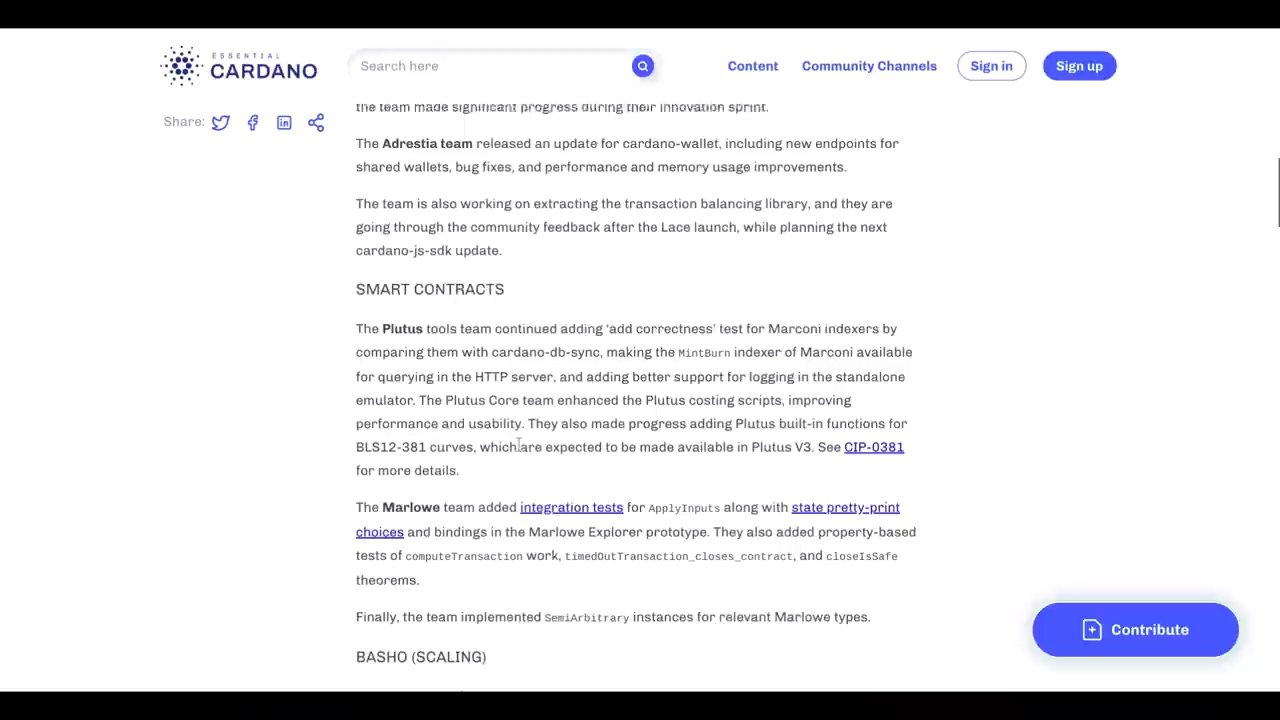 ESSENTIAL
CARDANO
Search here
Content
Community Channels
Sign in
Sign up
Share:
the team made significant progress during their innovation sprint.
The Adrestia team released an update for cardano-wallet, including new endpoints for
shared wallets, bug fixes, and performance and memory usage improvements.
The team is also working on extracting the transaction balancing library, and they are
going through the community feedback after the Lace launch, while planning the next
cardano-js-sdk update.
SMART CONTRACTS
The Plutus tools team continued adding ‘add correctness’ test for Marconi indexers by
comparing them with cardano-db-sync, making the MintBurn indexer of Marconi available
for querying in the HTTP server, and adding better support for logging in the standalone
emulator. The Plutus Core team enhanced the Plutus costing scripts, improving
performance and usability. They also made progress adding Plutus built-in functions for
BLS12-381 curves, which are expected to be made available in Plutus V3. See CIP-0381
for more details.
The Marlowe team added integration tests for ApplyInputs along with state pretty-print
choices and bindings in the Marlowe Explorer prototype. They also added property-based
tests of computeTransaction work, timedOutTransaction_closes_contract, and closeIsSafe
theorems.
Finally, the team implemented SemiArbitrary instances for relevant Marlowe types.
Contribute
BASHO (SCALING)